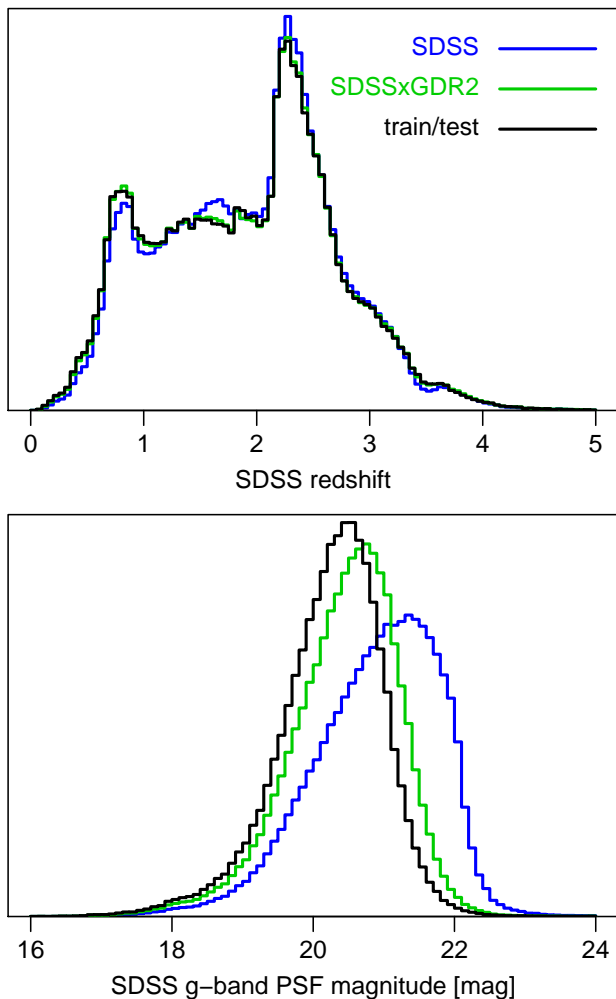 SDSS
SDSSxGDR2
train/test
0 1 2 3 4 5
SDSS redshift
16 18 20 22 24
SDSS g−band PSF magnitude [mag]